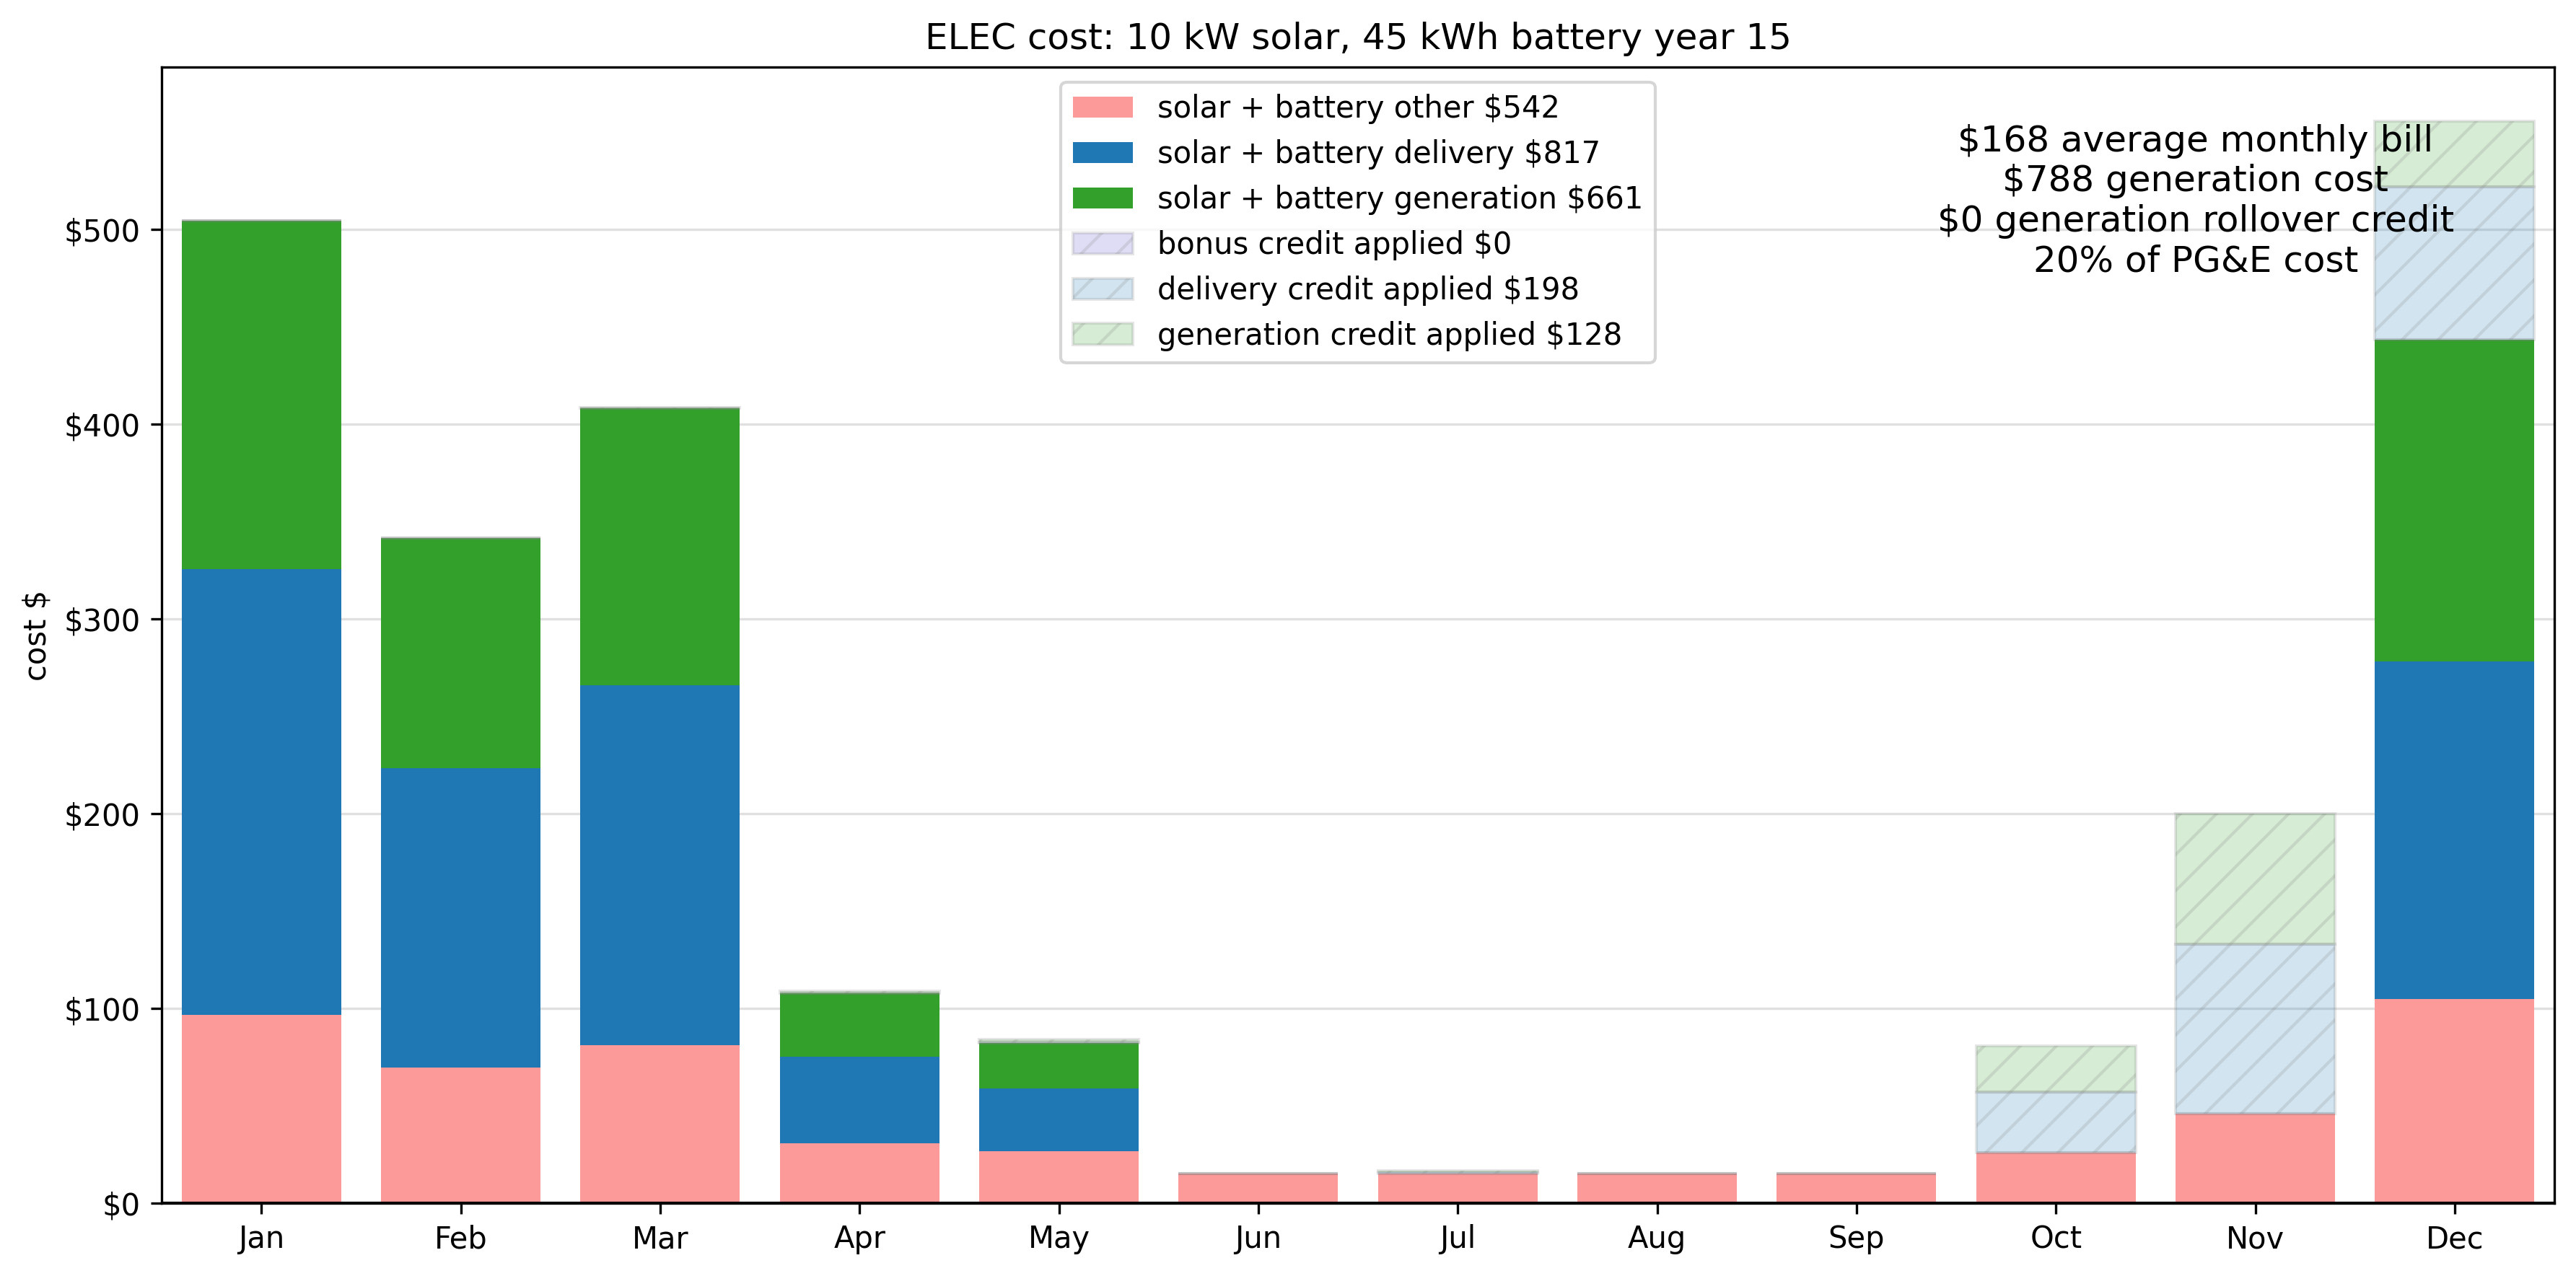 ELEC cost: 10 kW solar, 45 kWh battery year 15
solar + battery other $542
solar + battery delivery $817
solar + battery generation $661
bonus credit applied $0
delivery credit applied $198
generation credit applied $128
$168 average monthly bill
$788 generation cost
$0 generation rollover credit
20% of PG&E cost
cost $
$500
$400
$300
$200
$100
$0
Jan Feb Mar Apr May Jun Jul Aug Sep Oct Nov Dec